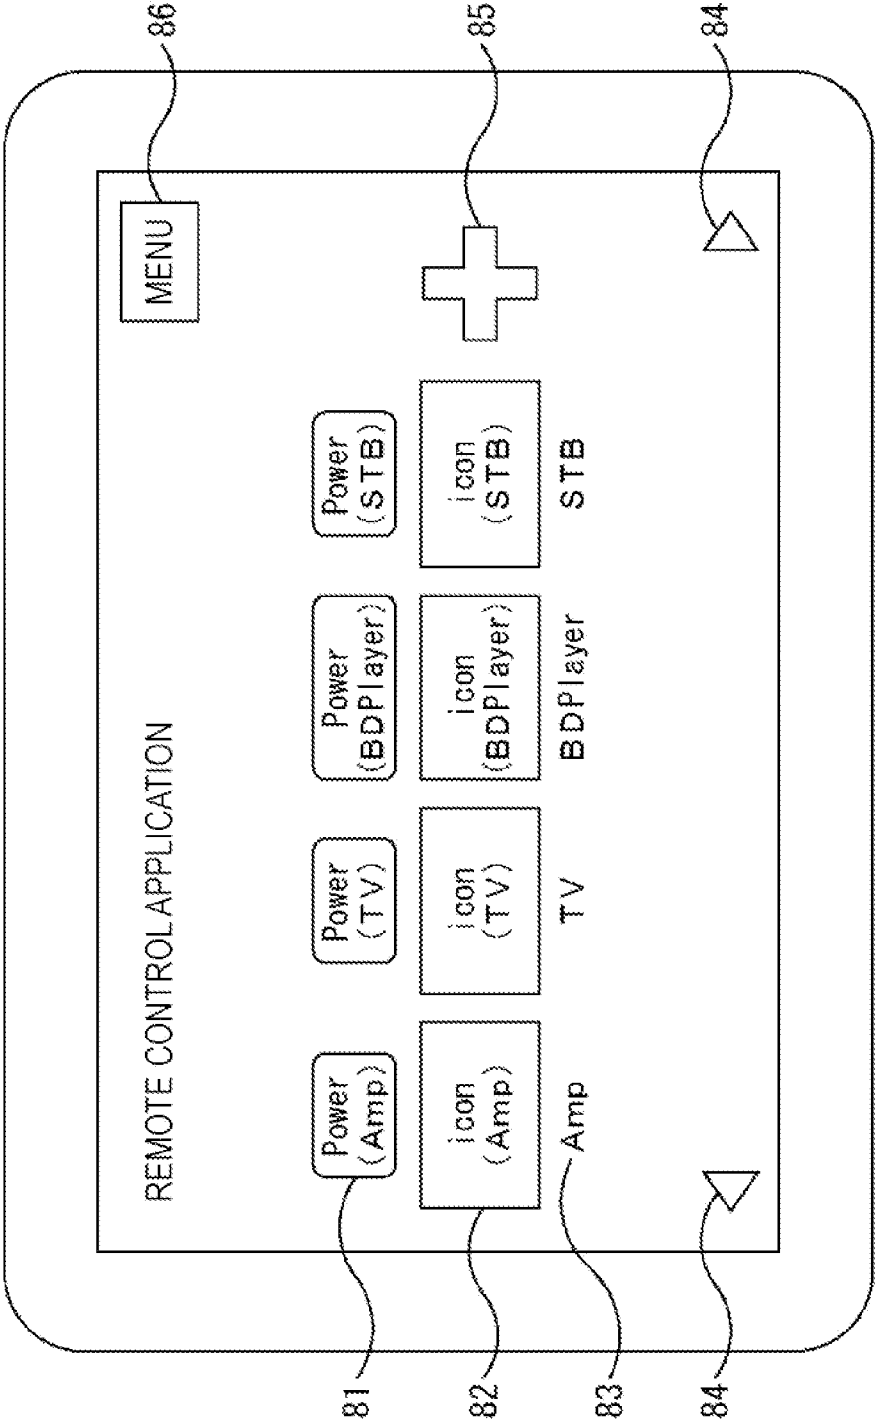 86
85
84
REMOTE CONTROL APPLICATION
MENU
Power
(Amp)
Power
(TV)
Power
(BDPlayer)
Power
(STB)
icon
(Amp)
icon
(TV)
icon
(BDPlayer)
icon
(STB)
Amp
TV
BDPlayer
STB
81
82
83
84